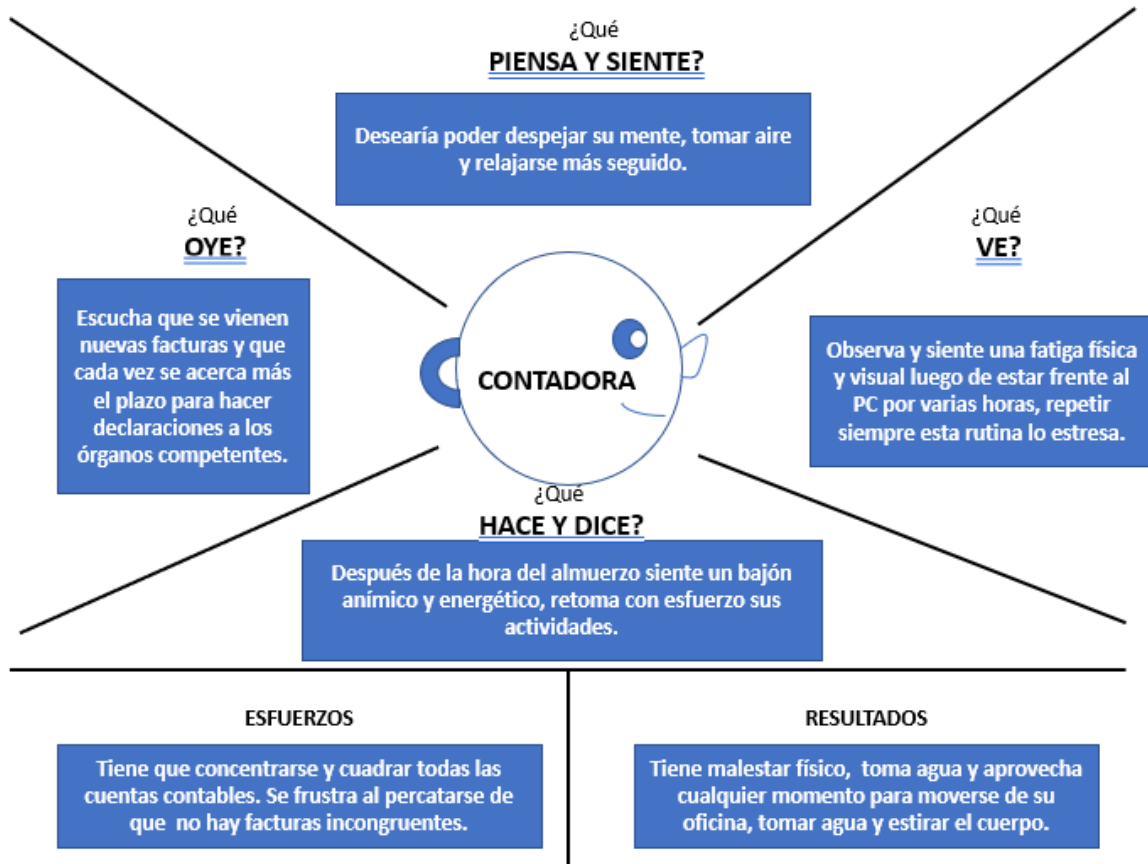 ¿Qué
PIENSA Y SIENTE?
Desearía poder despejar su mente, tomar aire
y relajarse más seguido.
¿Qué
OYE?
Escucha que se vienen
nuevas facturas y que
cada vez se acerca más
el plazo para hacer
declaraciones a los
órganos competentes.
¿Qué
VE?
Observa y siente una fatiga física
y visual luego de estar frente al
PC por varias horas, repetir
siempre esta rutina lo estresa.
CONTADORA
¿Qué
HACE Y DICE?
Después de la hora del almuerzo siente un bajón
anímico y energético, retoma con esfuerzo sus
actividades.
ESFUERZOS
Tiene que concentrarse y cuadrar todas las
cuentas contables. Se frustra al percatarse de
que no hay facturas incongruentes.
RESULTADOS
Tiene malestar físico, toma agua y aprovecha
cualquier momento para moverse de su
oficina, tomar agua y estirar el cuerpo.